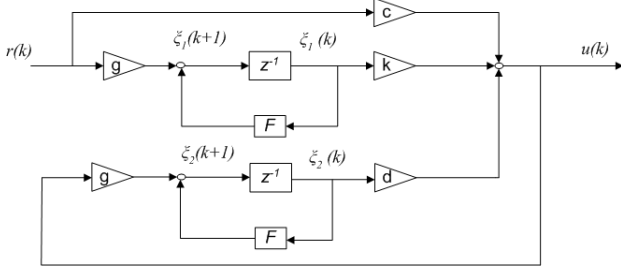 c
r(k)
ξ₁(k+1)
ξ₁ (k)
u(k)
g
z⁻¹
k
F
ξ₂(k+1)
ξ₂ (k)
g
z⁻¹
d
F